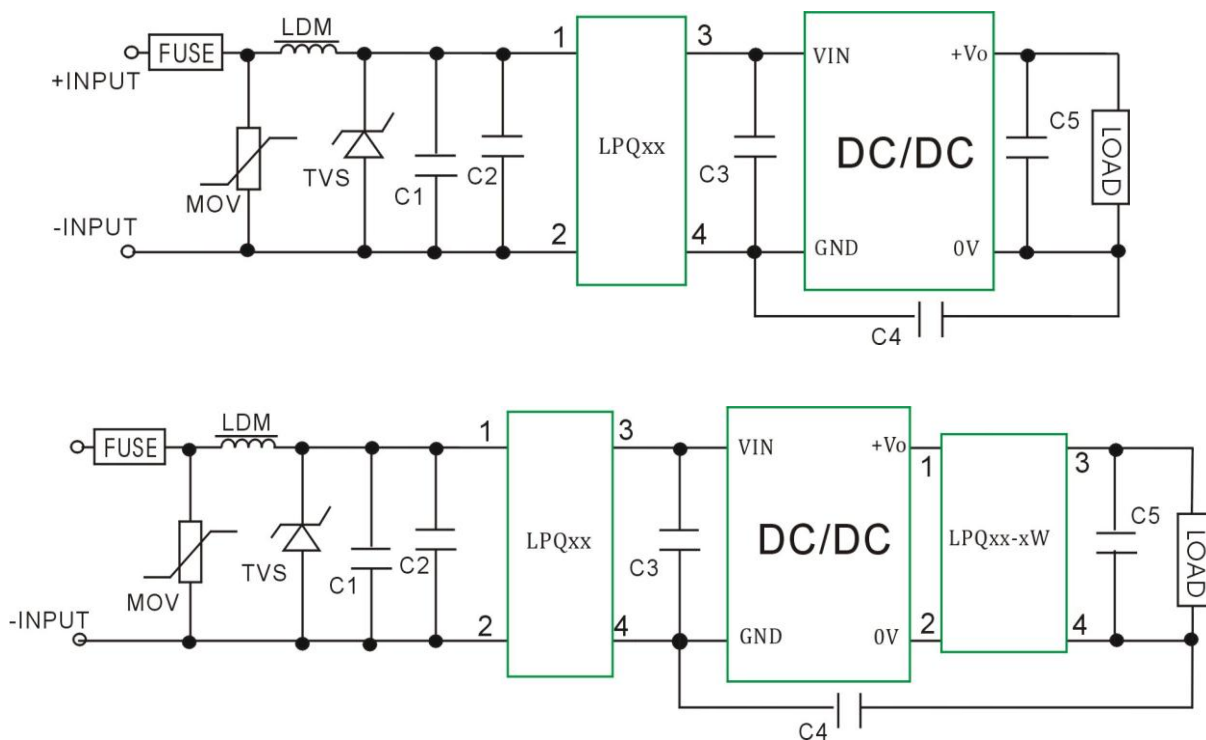 LDM
FUSE
+INPUT
1
3
VIN
+Vo
C5
LOAD
LPQxx
DC/DC
C3
C2
C1
TVS
MOV
-INPUT
2
4
GND
0V
C4
LDM
FUSE
1
3
VIN
+Vo
1
3
C5
LOAD
LPQxx
DC/DC
LPQxx-xW
C3
C2
C1
TVS
MOV
-INPUT
2
4
GND
0V
2
4
C4